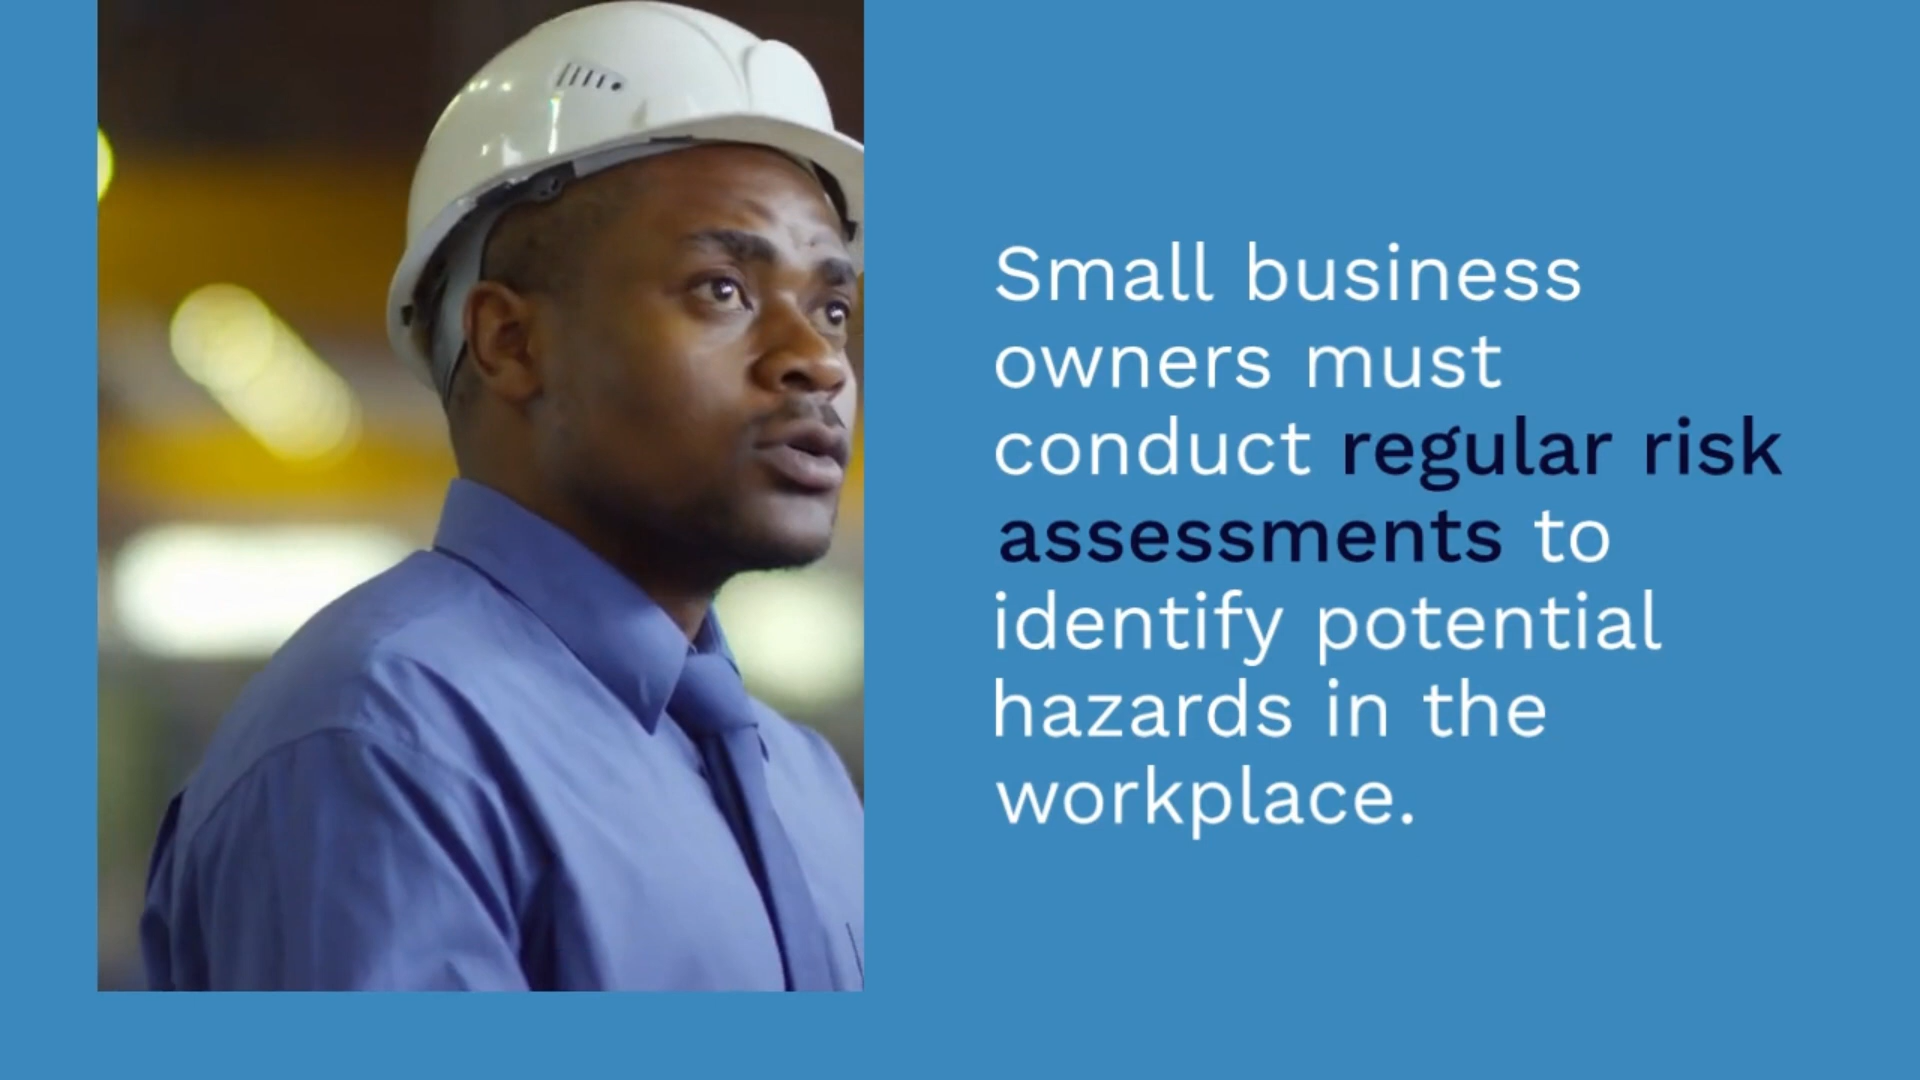 Small business
owners must
conduct regular risk
assessments to
identify potential
hazards in the
workplace.